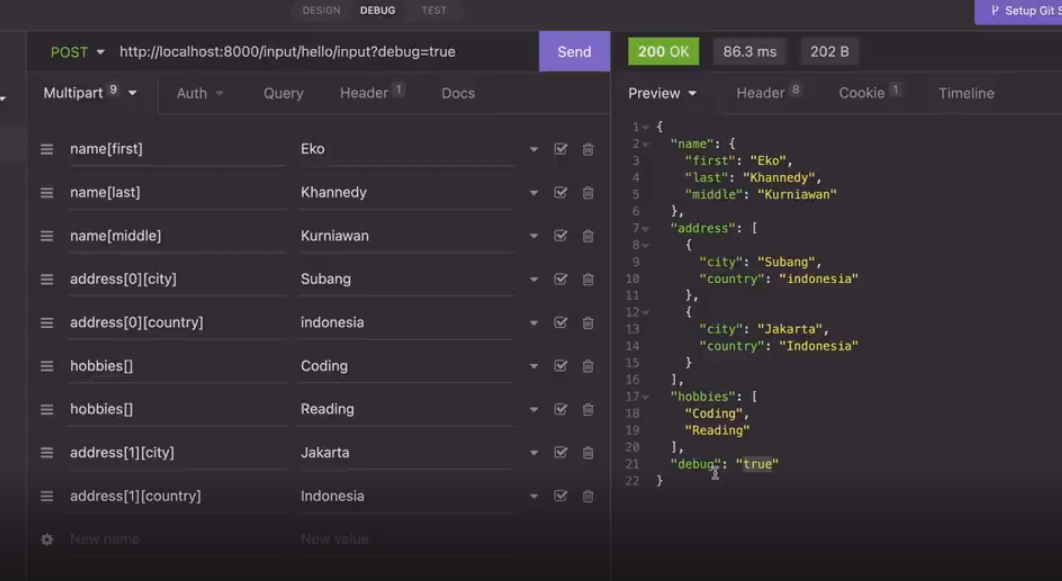 DESIGN DEBUG TEST
Setup Git S
POST http://localhost:8000/input/hello/input?debug=true Send
200 OK 86.3 ms 202 B
Multipart 9 Auth Query Header 1 Docs
Preview Header 8 Cookie 1 Timeline
name[first] Eko
name[last] Khannedy
name[middle] Kurniawan
address[0][city] Subang
address[0][country] indonesia
hobbies[] Coding
hobbies[] Reading
address[1][city] Jakarta
address[1][country] Indonesia
New name New value
1 {
2 "name": {
3 "first": "Eko",
4 "last": "Khannedy",
5 "middle": "Kurniawan"
6 },
7 "address": [
8 {
9 "city": "Subang",
10 "country": "indonesia"
11 },
12 {
13 "city": "Jakarta",
14 "country": "Indonesia"
15 }
16 ],
17 "hobbies": [
18 "Coding",
19 "Reading"
20 ],
21 "debug": "true"
22 }